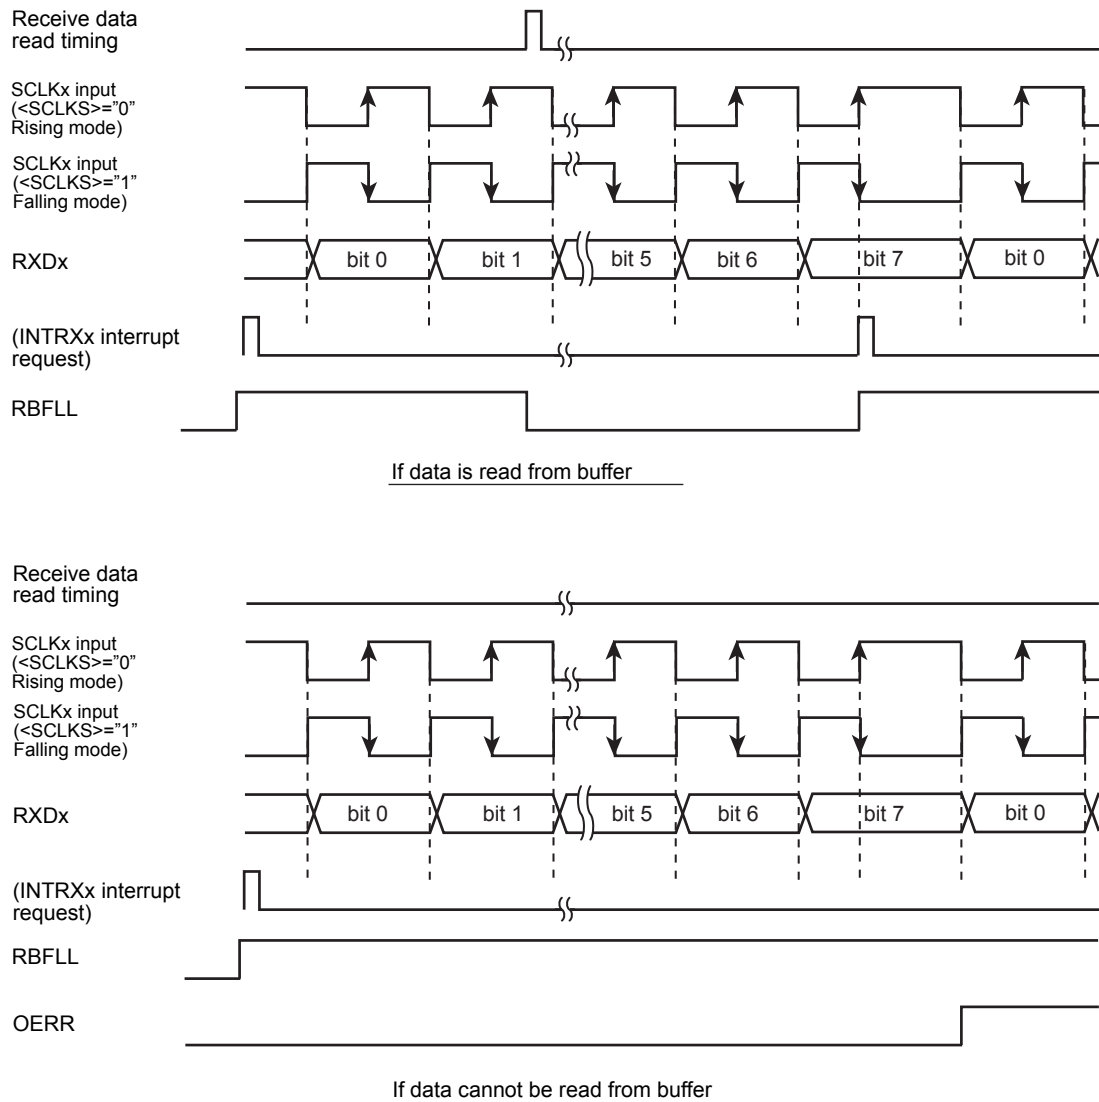 Receive data
read timing
SCLKx input
(<SCLKS>=”0”
Rising mode)
SCLKx input
(<SCLKS>=”1”
Falling mode)
RXDx
bit 0
bit 1
bit 5
bit 6
bit 7
bit 0
(INTRXx interrupt
request)
RBFLL
If data is read from buffer
Receive data
read timing
SCLKx input
(<SCLKS>=”0”
Rising mode)
SCLKx input
(<SCLKS>=”1”
Falling mode)
RXDx
bit 0
bit 1
bit 5
bit 6
bit 7
bit 0
(INTRXx interrupt
request)
RBFLL
OERR
If data cannot be read from buffer